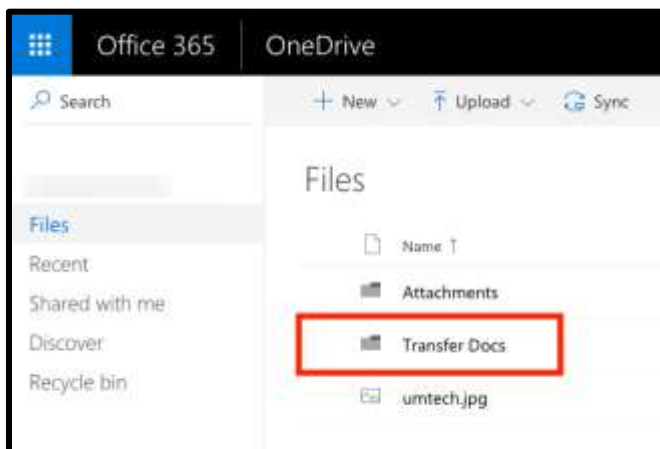 Office 365 OneDrive
Search
+ New Upload Sync
Files
Files
Recent
Shared with me
Discover
Recycle bin
Name ↑
Attachments
Transfer Docs
umtech.jpg